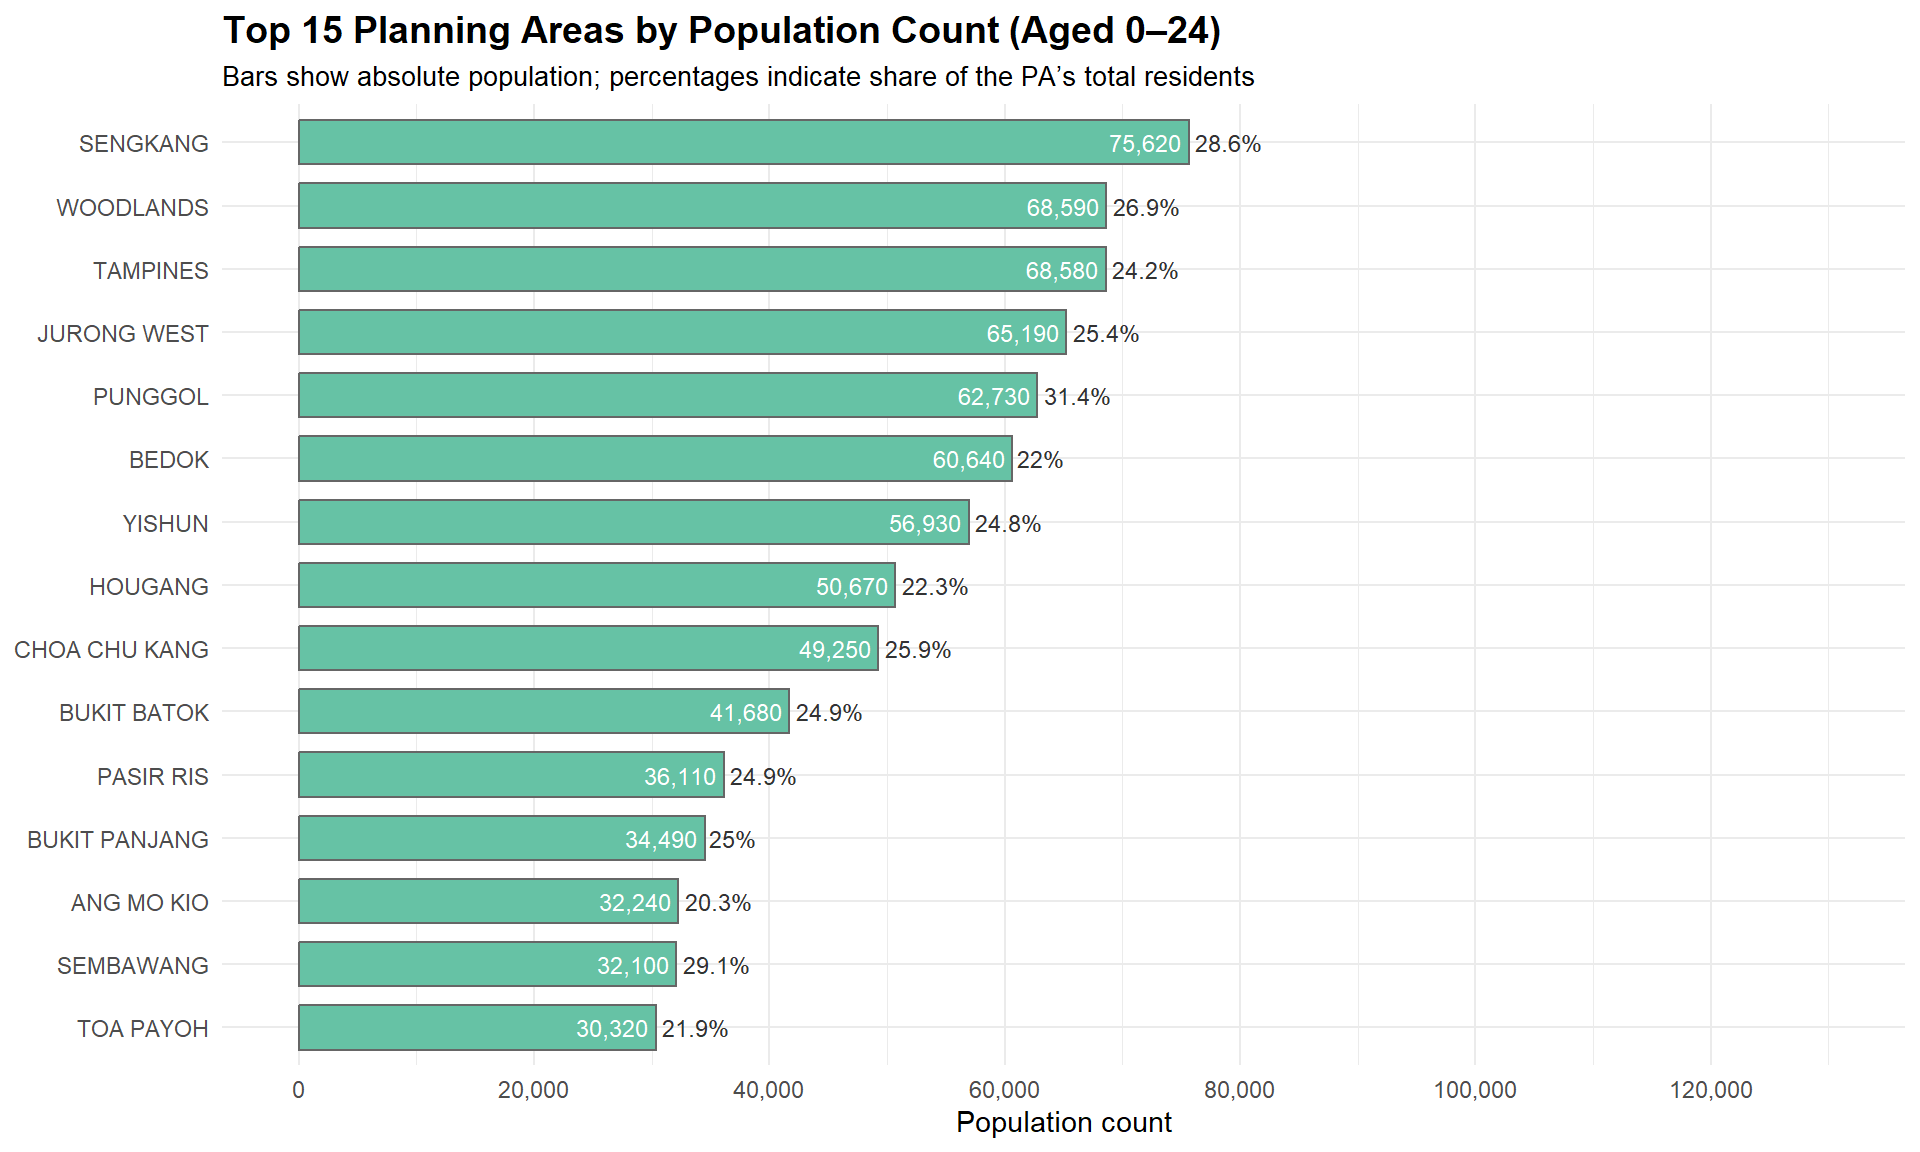 Top 15 Planning Areas by Population Count (Aged 0–24)
Bars show absolute population; percentages indicate share of the PA’s total residents
SENGKANG 75,620 28.6%
WOODLANDS 68,590 26.9%
TAMPINES 68,580 24.2%
JURONG WEST 65,190 25.4%
PUNGGOL 62,730 31.4%
BEDOK 60,640 22%
YISHUN 56,930 24.8%
HOUGANG 50,670 22.3%
CHOA CHU KANG 49,250 25.9%
BUKIT BATOK 41,680 24.9%
PASIR RIS 36,110 24.9%
BUKIT PANJANG 34,490 25%
ANG MO KIO 32,240 20.3%
SEMBAWANG 32,100 29.1%
TOA PAYOH 30,320 21.9%
0 20,000 40,000 60,000 80,000 100,000 120,000
Population count